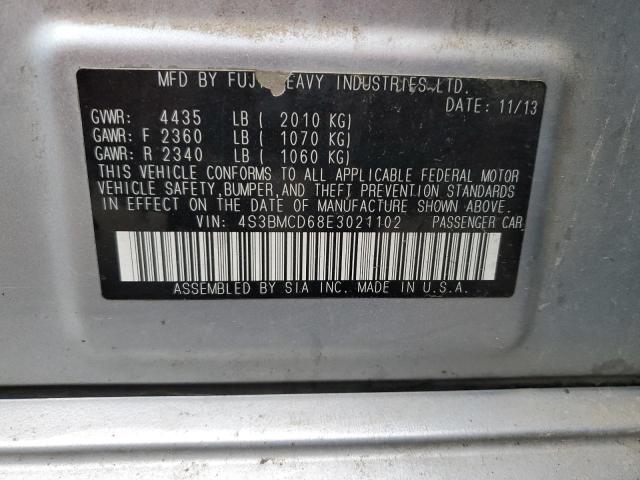 MFD BY FUJI HEAVY INDUSTRIES LTD.
DATE: 11/13
GVWR: 4435 LB ( 2010 KG)
GAWR: F 2360 LB ( 1070 KG)
GAWR: R 2340 LB ( 1060 KG)
THIS VEHICLE CONFORMS TO ALL APPLICABLE FEDERAL MOTOR
VEHICLE SAFETY, BUMPER, AND THEFT PREVENTION STANDARDS
IN EFFECT ON THE DATE OF MANUFACTURE SHOWN ABOVE.
VIN: 4S3BMCD68E3021102 PASSENGER CAR
ASSEMBLED BY SIA INC. MADE IN U.S.A.